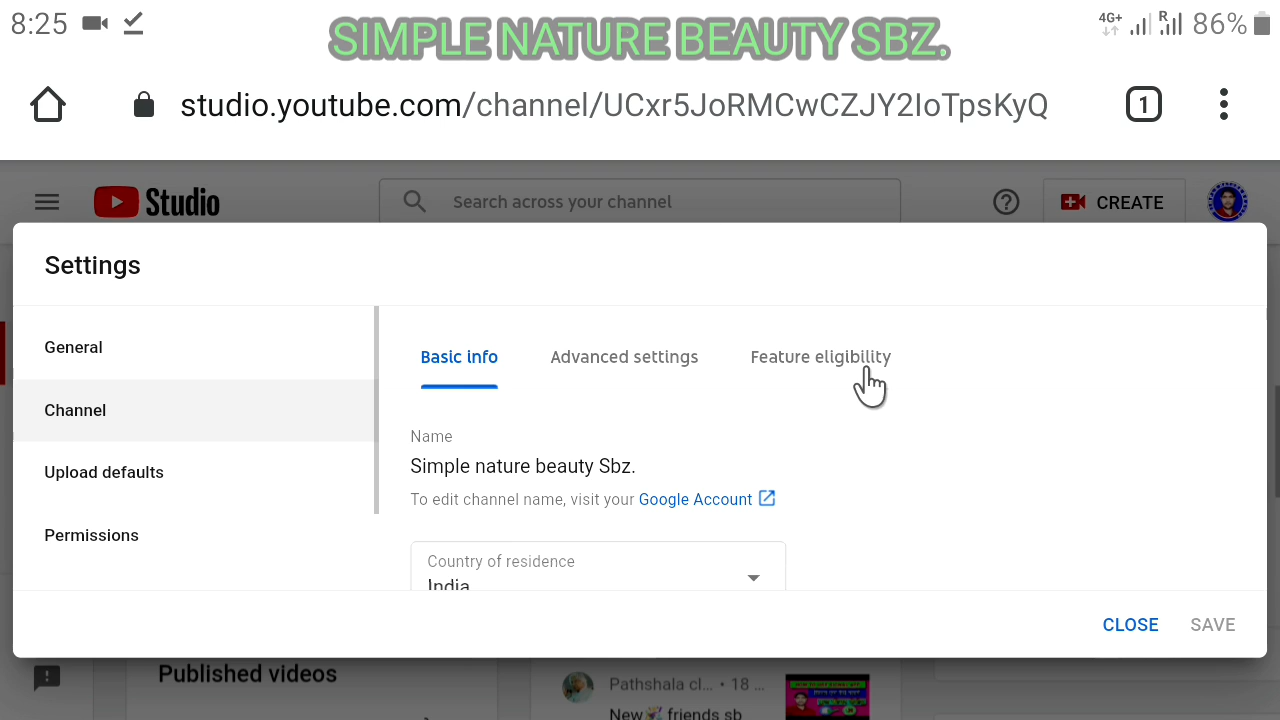 8:25
SIMPLE NATURE BEAUTY SBZ.
4G+ R 86%
studio.youtube.com/channel/UCxr5JoRMCwCZJY2IoTpsKyQ
1
Studio
Search across your channel
CREATE
Settings
General
Channel
Upload defaults
Permissions
Basic info
Advanced settings
Feature eligibility
Name
Simple nature beauty Sbz.
To edit channel name, visit your Google Account
Country of residence
India
CLOSE
SAVE
Published videos
Pathshala cl... • 18 ...
New🎉 friends sb